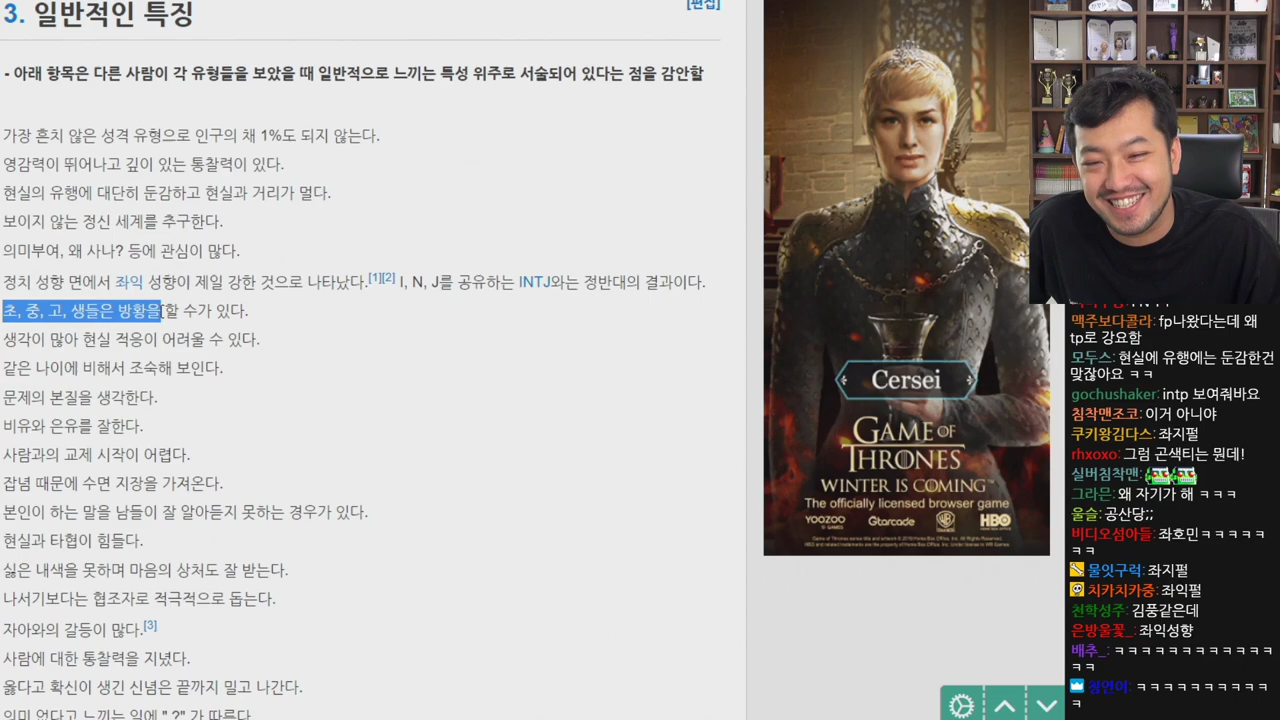 3. 일반적인 특징
[편집]
- 아래 항목은 다른 사람이 각 유형들을 보았을 때 일반적으로 느끼는 특성 위주로 서술되어 있다는 점을 감안할
가장 흔치 않은 성격 유형으로 인구의 채 1%도 되지 않는다.
영감력이 뛰어나고 깊이 있는 통찰력이 있다.
현실의 유행에 대단히 둔감하고 현실과 거리가 멀다.
보이지 않는 정신 세계를 추구한다.
의미부여, 왜 사나? 등에 관심이 많다.
정치 성향 면에서 좌익 성향이 제일 강한 것으로 나타났다.[1][2] I, N, J를 공유하는 INTJ와는 정반대의 결과이다.
초, 중, 고, 생들은 방황을 할 수가 있다.
생각이 많아 현실 적응이 어려울 수 있다.
같은 나이에 비해서 조숙해 보인다.
문제의 본질을 생각한다.
비유와 은유를 잘한다.
사람과의 교제 시작이 어렵다.
잡념 때문에 수면 지장을 가져온다.
본인이 하는 말을 남들이 잘 알아듣지 못하는 경우가 있다.
현실과 타협이 힘들다.
싫은 내색을 못하며 마음의 상처도 잘 받는다.
나서기보다는 협조자로 적극적으로 돕는다.
자아와의 갈등이 많다.[3]
사람에 대한 통찰력을 지녔다.
옳다고 확신이 생긴 신념은 끝까지 밀고 나간다.
의미 없다고 느끼는 일에 " ?" 가 따른다
Cersei
GAME OF
THRONES
WINTER IS COMING™
The officially licensed browser game
YOOZOO
GAMES
Gtarcade
HBO
맥주보다콜라: fp나왔다는데 왜
tp로 강요함
모두스: 현실에 유행에는 둔감한건
맞잖아요 ㅋㅋ
gochushaker: intp 보여줘바요
침착맨조코: 이거 아니야
쿠키왕김다스: 좌지펄
rhxoxo: 그럼 곤색티는 뭔데!
실버침착맨:
그라믄: 왜 자기가 해 ㅋㅋㅋ
울슬: 공산당;;
비디오섬아들: 좌호민ㅋㅋㅋㅋㅋ
ㅋㅋ
물잇구럭: 좌지펄
치카치카중: 좌익펄
천학성주: 김풍같은데
은방울꽃_: 좌익성향
배추_: ㅋㅋㅋㅋㅋㅋㅋㅋㅋㅋㅋㅋㅋ
ㅋㅋ
칭연이: ㅋㅋㅋㅋㅋㅋㅋㅋㅋㅋㅋ
ㅋ